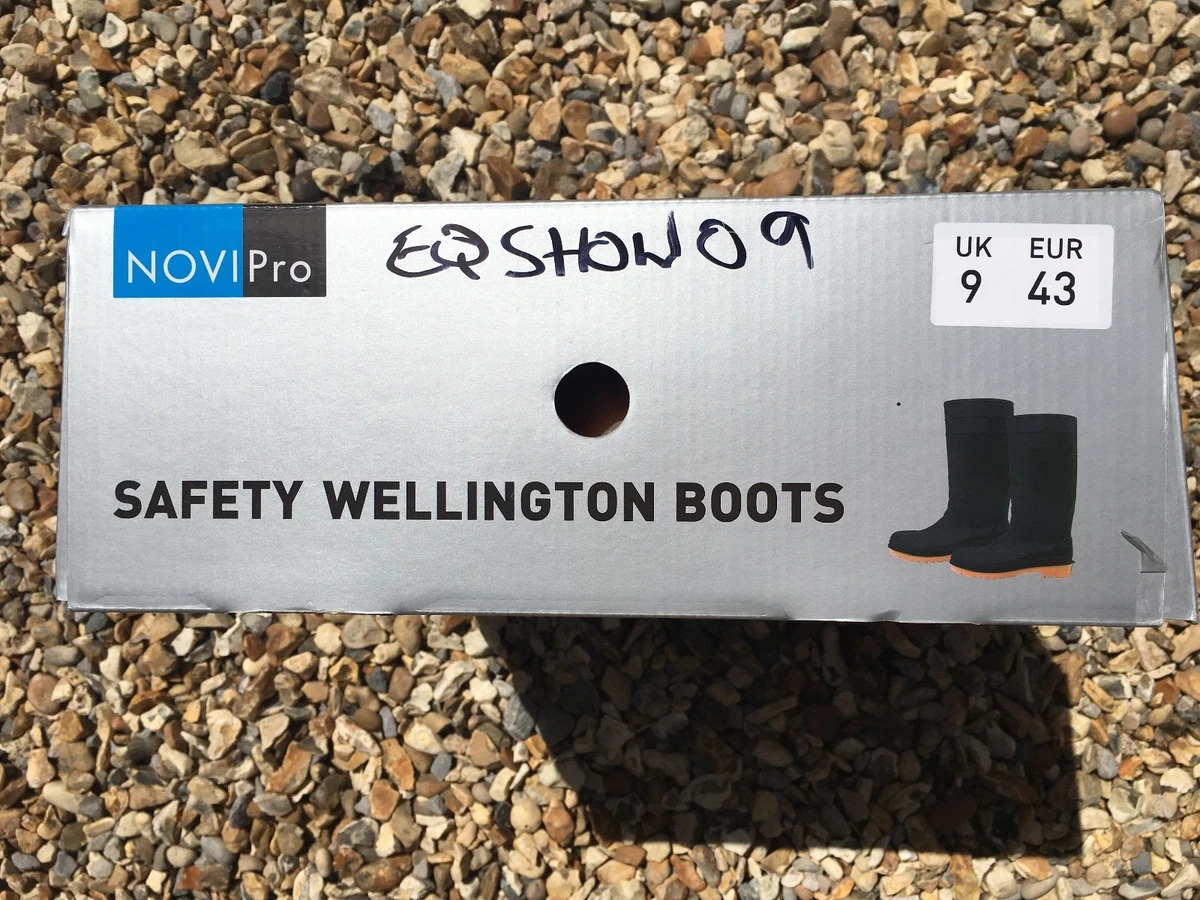 NOVIPro
EQSHOW09
UK EUR
9 43
SAFETY WELLINGTON BOOTS